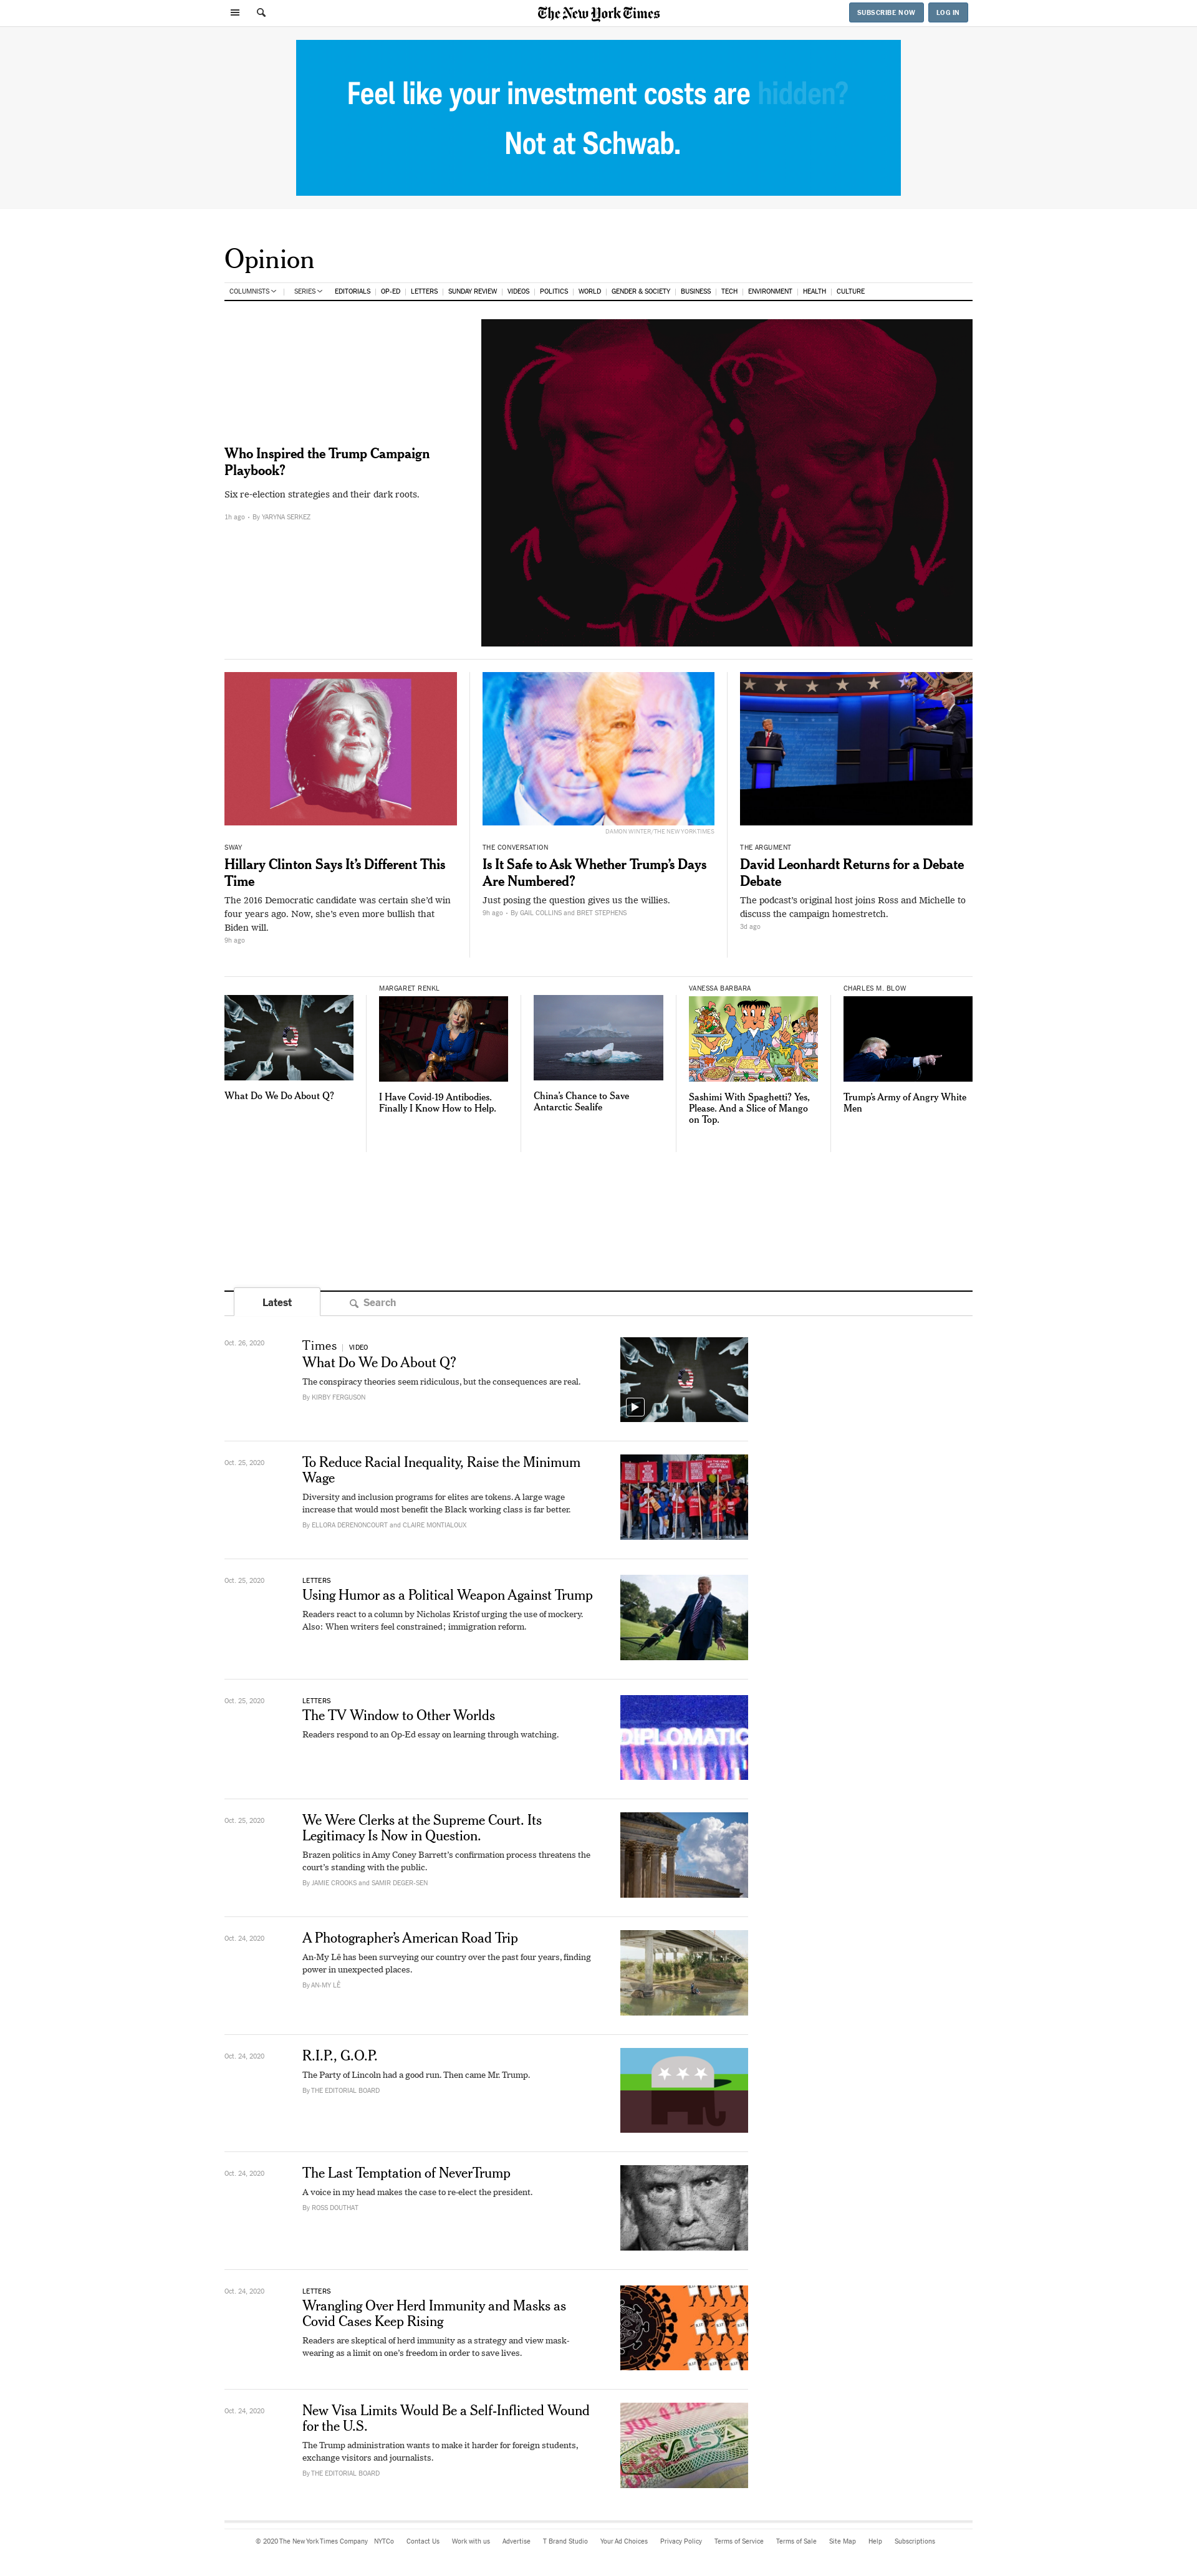 The New York Times
SUBSCRIBE NOW
LOG IN
Feel like your investment costs are hidden?
Not at Schwab.
Opinion
COLUMNISTS
SERIES
EDITORIALS
OP-ED
LETTERS
SUNDAY REVIEW
VIDEOS
POLITICS
WORLD
GENDER & SOCIETY
BUSINESS
TECH
ENVIRONMENT
HEALTH
CULTURE
Who Inspired the Trump Campaign
Playbook?
Six re-election strategies and their dark roots.
1h ago • By YARYNA SERKEZ
SWAY
Hillary Clinton Says It's Different This
Time
The 2016 Democratic candidate was certain she'd win
four years ago. Now, she's even more bullish that
Biden will.
9h ago
DAMON WINTER/THE NEW YORK TIMES
THE CONVERSATION
Is It Safe to Ask Whether Trump's Days
Are Numbered?
Just posing the question gives us the willies.
9h ago • By GAIL COLLINS and BRET STEPHENS
THE ARGUMENT
David Leonhardt Returns for a Debate
Debate
The podcast's original host joins Ross and Michelle to
discuss the campaign homestretch.
3d ago
What Do We Do About Q?
MARGARET RENKL
I Have Covid-19 Antibodies.
Finally I Know How to Help.
China's Chance to Save
Antarctic Sealife
VANESSA BARBARA
Sashimi With Spaghetti? Yes,
Please. And a Slice of Mango
on Top.
CHARLES M. BLOW
Trump's Army of Angry White
Men
Latest
Search
Oct. 26, 2020
Times | VIDEO
What Do We Do About Q?
The conspiracy theories seem ridiculous, but the consequences are real.
By KIRBY FERGUSON
Oct. 25, 2020
To Reduce Racial Inequality, Raise the Minimum
Wage
Diversity and inclusion programs for elites are tokens. A large wage
increase that would most benefit the Black working class is far better.
By ELLORA DERENONCOURT and CLAIRE MONTIALOUX
Oct. 25, 2020
LETTERS
Using Humor as a Political Weapon Against Trump
Readers react to a column by Nicholas Kristof urging the use of mockery.
Also: When writers feel constrained; immigration reform.
Oct. 25, 2020
LETTERS
The TV Window to Other Worlds
Readers respond to an Op-Ed essay on learning through watching.
DIPLOMATIC
Oct. 25, 2020
We Were Clerks at the Supreme Court. Its
Legitimacy Is Now in Question.
Brazen politics in Amy Coney Barrett's confirmation process threatens the
court's standing with the public.
By JAMIE CROOKS and SAMIR DEGER-SEN
Oct. 24, 2020
A Photographer's American Road Trip
An-My Lê has been surveying our country over the past four years, finding
power in unexpected places.
By AN-MY LÊ
Oct. 24, 2020
R.I.P., G.O.P.
The Party of Lincoln had a good run. Then came Mr. Trump.
By THE EDITORIAL BOARD
Oct. 24, 2020
The Last Temptation of NeverTrump
A voice in my head makes the case to re-elect the president.
By ROSS DOUTHAT
Oct. 24, 2020
LETTERS
Wrangling Over Herd Immunity and Masks as
Covid Cases Keep Rising
Readers are skeptical of herd immunity as a strategy and view mask-
wearing as a limit on one's freedom in order to save lives.
Oct. 24, 2020
New Visa Limits Would Be a Self-Inflicted Wound
for the U.S.
The Trump administration wants to make it harder for foreign students,
exchange visitors and journalists.
By THE EDITORIAL BOARD
VISA
© 2020 The New York Times Company
NYTCo
Contact Us
Work with us
Advertise
T Brand Studio
Your Ad Choices
Privacy Policy
Terms of Service
Terms of Sale
Site Map
Help
Subscriptions